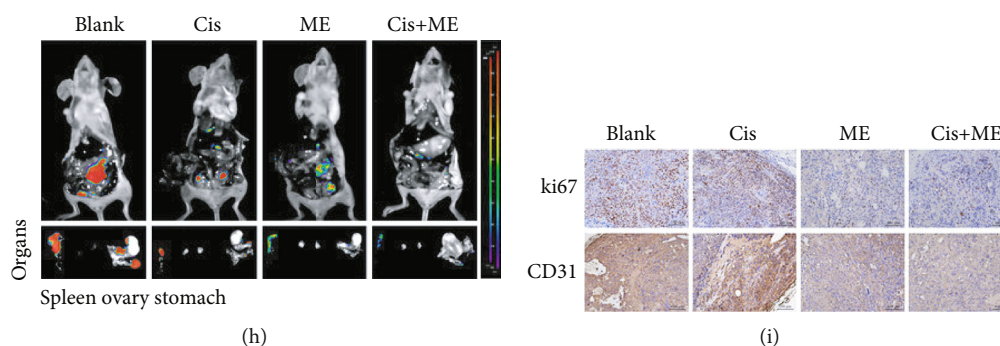 Blank Cis ME Cis+ME
Organs
Spleen ovary stomach
(h)
Blank Cis ME Cis+ME
ki67
CD31
(i)